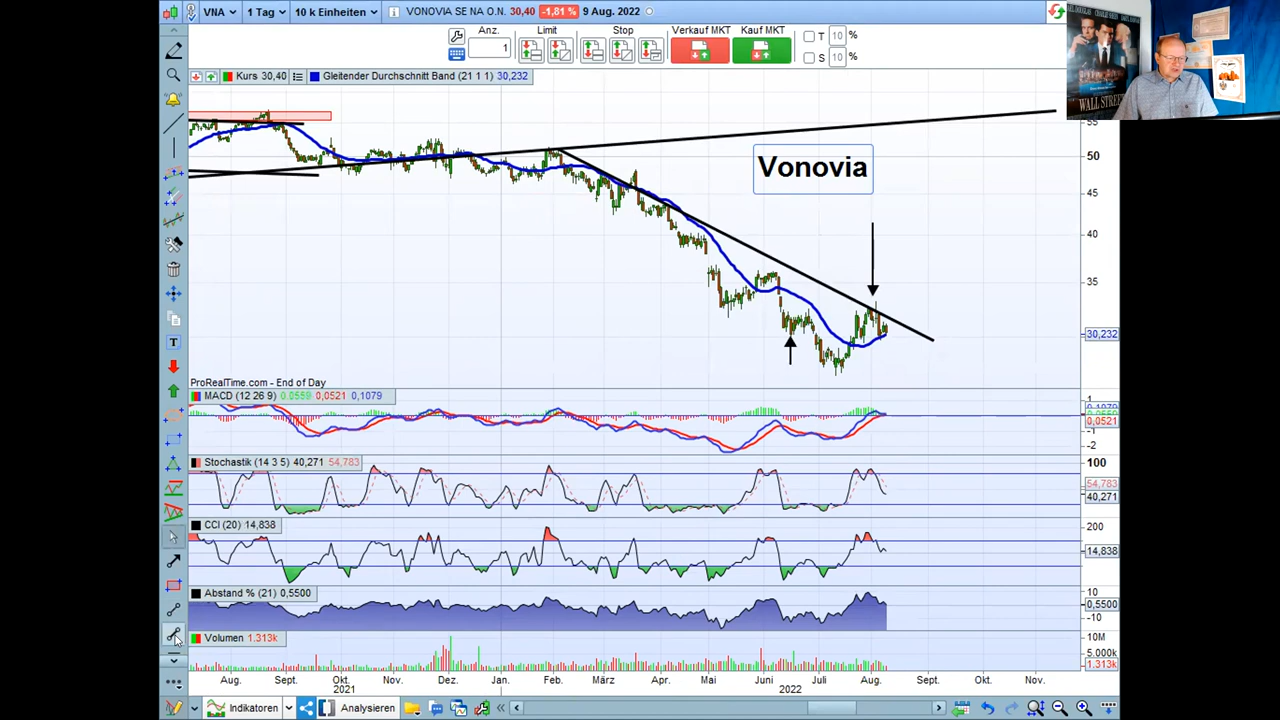 VNA 1 Tag 10 k Einheiten VONOVIA SE NA O.N. 30,40 -1,81 % 9 Aug. 2022
Anz. Limit Stop Verkauf MKT Kauf MKT
1
T 10 %
S 10 %
Kurs 30,40 Gleitender Durchschnitt Band (21 1 1) 30,232
WALL STREET
55
50
45
40
35
30,232
Vonovia
ProRealTime.com - End of Day
MACD (12 26 9) 0,0559 0,0521 0,1079
1
0,0521
-1
-2
Stochastik (14 3 5) 40,271 54,783
100
54,783
40,271
CCI (20) 14,838
200
14,838
Abstand % (21) 0,5500
10
0,5500
-10
Volumen 1.313k
10M
5.000k
1.313k
Aug. Sept. Okt. Nov. Dez. Feb. März Apr. Mai Juni Juli Aug. Sept. Okt. Nov.
2021 2022
Indikatoren Analysieren